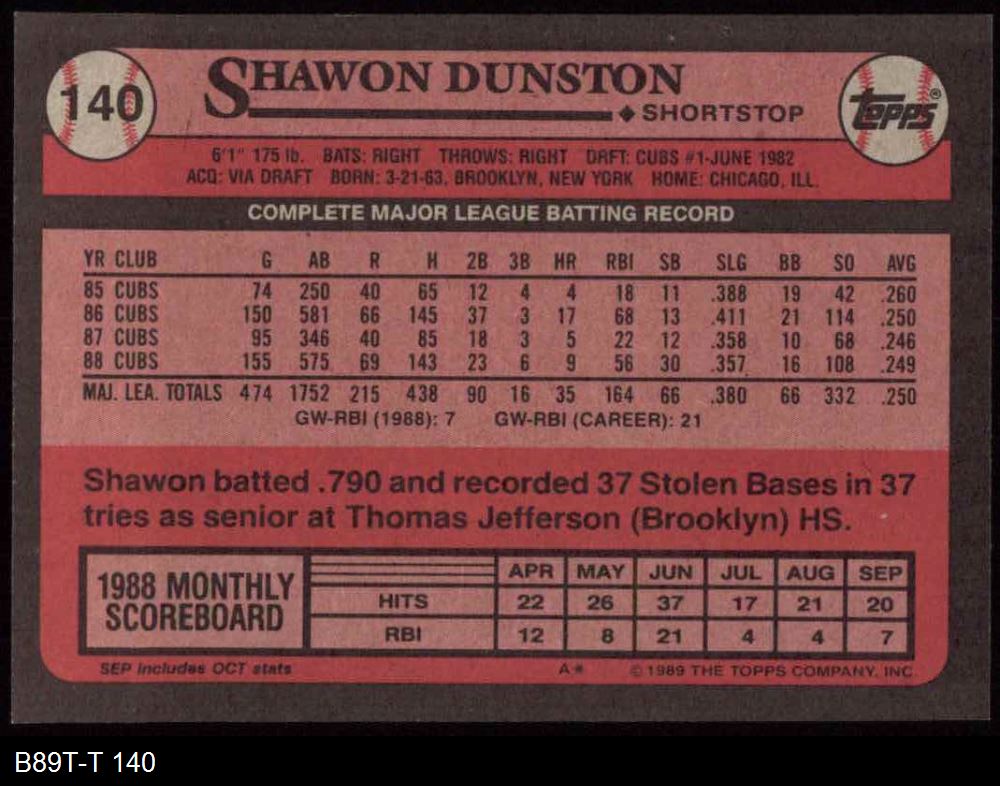 140
SHAWON DUNSTON
◆ SHORTSTOP
TOPPS®
6'1" 175 lb. BATS: RIGHT THROWS: RIGHT DRFT: CUBS #1-JUNE 1982
ACQ: VIA DRAFT BORN: 3-21-63, BROOKLYN, NEW YORK HOME: CHICAGO, ILL.
COMPLETE MAJOR LEAGUE BATTING RECORD
YR CLUB G AB R H 2B 3B HR RBI SB SLG BB SO AVG
85 CUBS 74 250 40 65 12 4 4 18 11 .388 19 42 .260
86 CUBS 150 581 66 145 37 3 17 68 13 .411 21 114 .250
87 CUBS 95 346 40 85 18 3 5 22 12 .358 10 68 .246
88 CUBS 155 575 69 143 23 6 9 56 30 .357 16 108 .249
MAJ. LEA. TOTALS 474 1752 215 438 90 16 35 164 66 .380 66 332 .250
GW-RBI (1988): 7 GW-RBI (CAREER): 21
Shawon batted .790 and recorded 37 Stolen Bases in 37
tries as senior at Thomas Jefferson (Brooklyn) HS.
1988 MONTHLY
SCOREBOARD
APR MAY JUN JUL AUG SEP
HITS 22 26 37 17 21 20
RBI 12 8 21 4 4 7
SEP includes OCT stats A* © 1989 THE TOPPS COMPANY, INC.
B89T-T 140